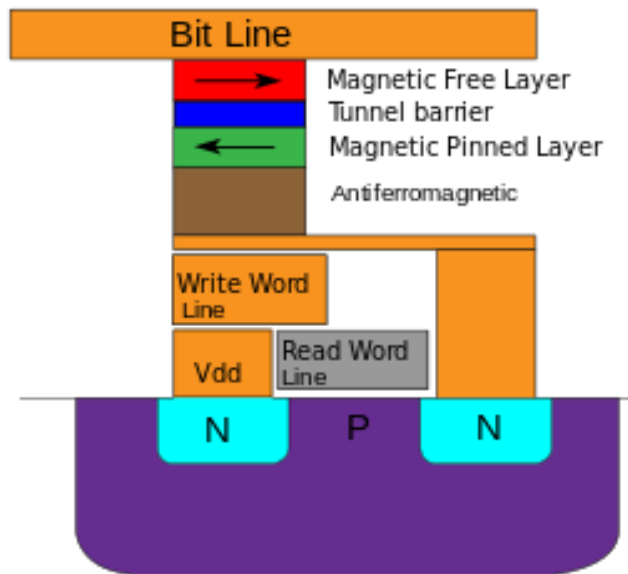 Bit Line
Magnetic Free Layer
Tunnel barrier
Magnetic Pinned Layer
Antiferromagnetic
Write Word
Line
Vdd
Read Word
Line
N
P
N